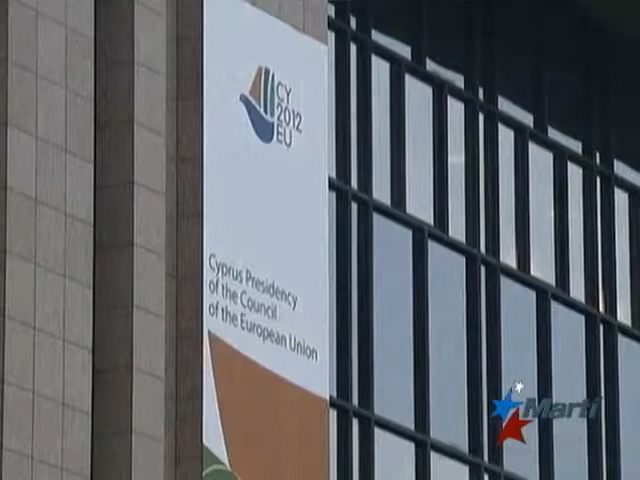 CY
2012
EU
Cyprus Presidency
of the Council
of the European Union
Martí